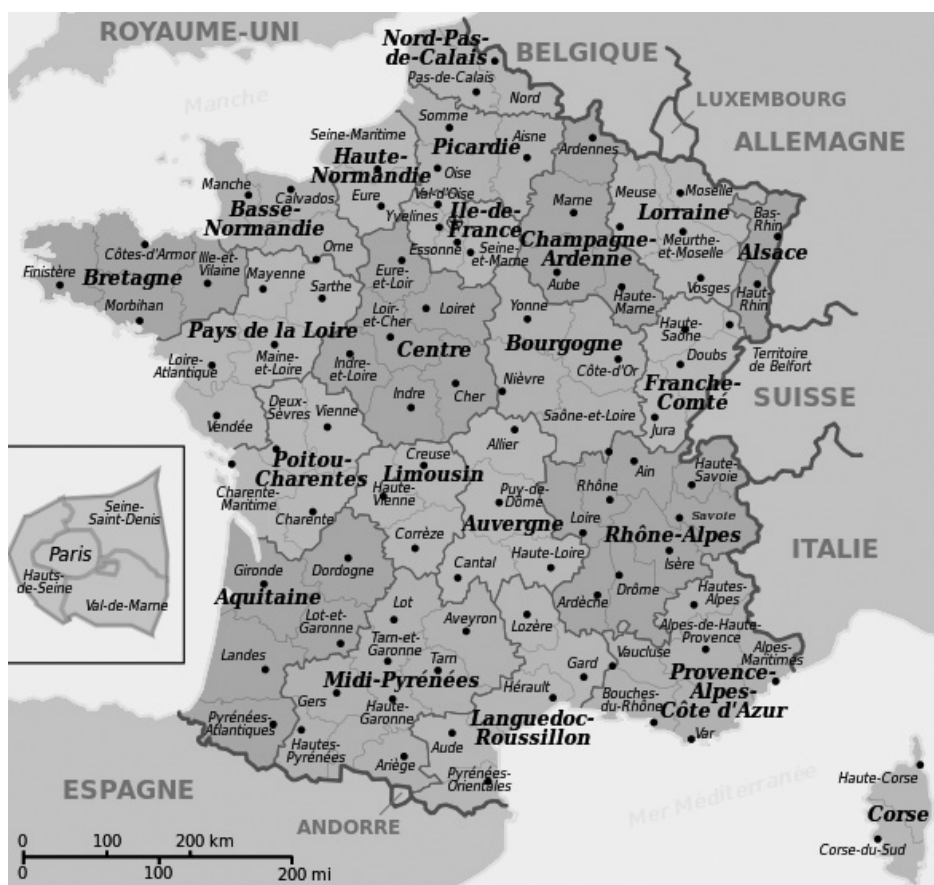 ROYAUME-UNI
Nord-Pas-
de-Calais
BELGIQUE
Pas-de-Calais
Nord
LUXEMBOURG
Manche
ALLEMAGNE
Somme
Seine-Maritime
Picardie
Aisne
Ardennes
Haute-
Normandie
Oise
Val-d'Oise
Eure
Yvelines
Ile-de-
France
Essonne
Seine-
et-Marne
Manche
Calvados
Basse-
Normandie
Orne
Marne
Champagne-
Ardenne
Aube
Haute-
Marne
Meuse
Moselle
Lorraine
Meurthe-
et-Moselle
Vosges
Bas-
Rhin
Alsace
Haut-
Rhin
Finistère
Côtes-d'Armor
Ille-et-
Vilaine
Bretagne
Morbihan
Mayenne
Sarthe
Pays de la Loire
Loire-
Atlantique
Maine-
et-Loire
Vendée
Eure-
et-Loir
Loir-
et-Cher
Loiret
Centre
Indre-
et-Loire
Indre
Cher
Yonne
Bourgogne
Côte-d'Or
Nièvre
Saône-et-Loire
Haute-
Saône
Doubs
Territoire
de Belfort
Franche-
Comté
Jura
SUISSE
Deux-
Sèvres
Vienne
Poitou-
Charentes
Charente-
Maritime
Charente
Creuse
Limousin
Haute-
Vienne
Corrèze
Allier
Puy-de-
Dôme
Auvergne
Cantal
Haute-Loire
Ain
Haute-
Savoie
Rhône
Loire
Savoie
Rhône-Alpes
Isère
Ardèche
Drôme
ITALIE
Seine-
Saint-Denis
Paris
Hauts-
de-Seine
Val-de-Marne
Gironde
Dordogne
Aquitaine
Lot-et-
Garonne
Landes
Pyrénées-
Atlantiques
Lot
Aveyron
Tarn-et-
Garonne
Tarn
Midi-Pyrénées
Gers
Haute-
Garonne
Hautes-
Pyrénées
Ariège
Lozère
Gard
Hérault
Languedoc-
Roussillon
Aude
Pyrénées-
Orientales
Hautes-
Alpes
Alpes-de-Haute-
Provence
Alpes-
Maritimes
Vaucluse
Provence-
Alpes-
Côte d'Azur
Bouches-
du-Rhône
Var
ESPAGNE
ANDORRE
Mer Méditerranée
Haute-Corse
Corse
Corse-du-Sud
0 100 200 km
0 100 200 mi